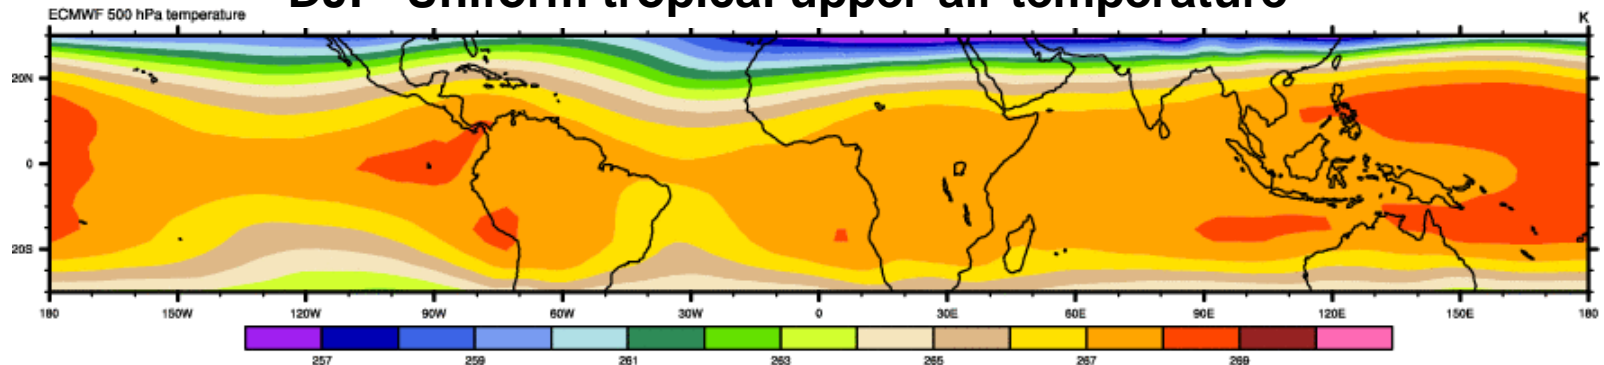 DJF Uniform tropical upper air temperature
ECMWF 500 hPa temperature
K
20N
0
20S
180 150W 120W 90W 60W 30W 0 30E 60E 90E 120E 150E 180
257 259 261 263 265 267 269